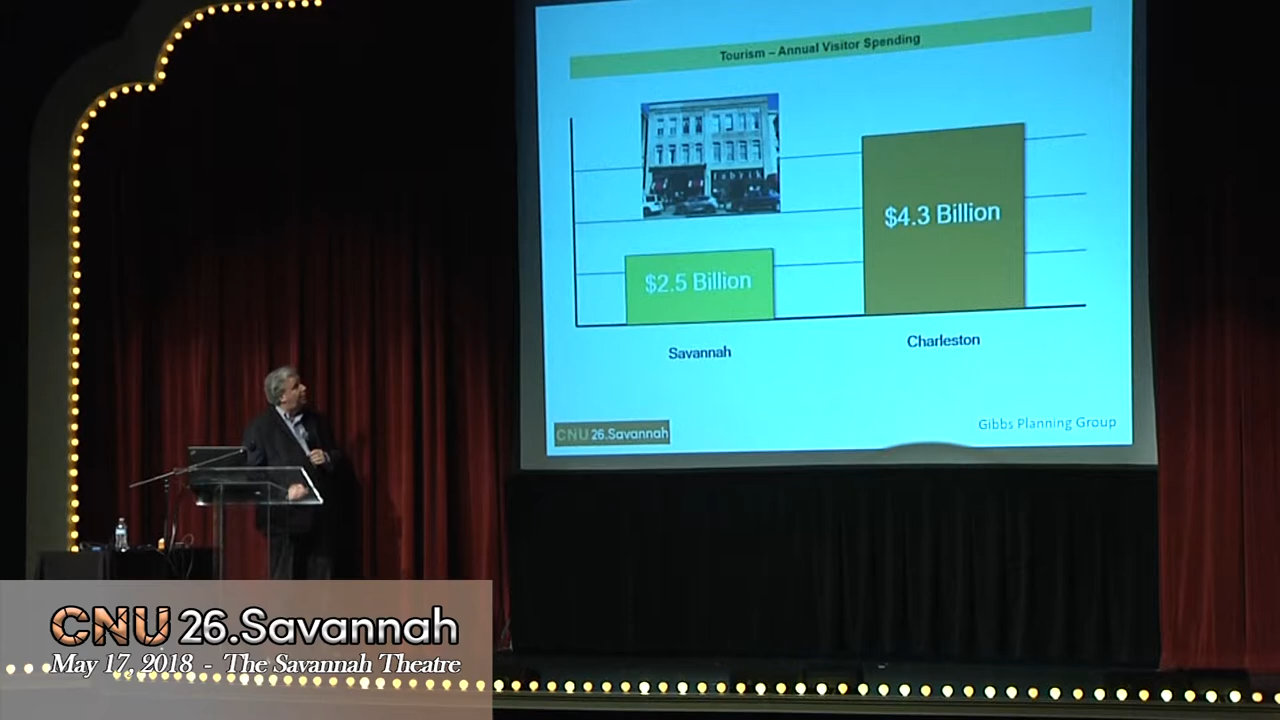 Tourism – Annual Visitor Spending
fabrik
$2.5 Billion
$4.3 Billion
Savannah
Charleston
CNU 26.Savannah
Gibbs Planning Group
CNU 26.Savannah
May 17, 2018 - The Savannah Theatre